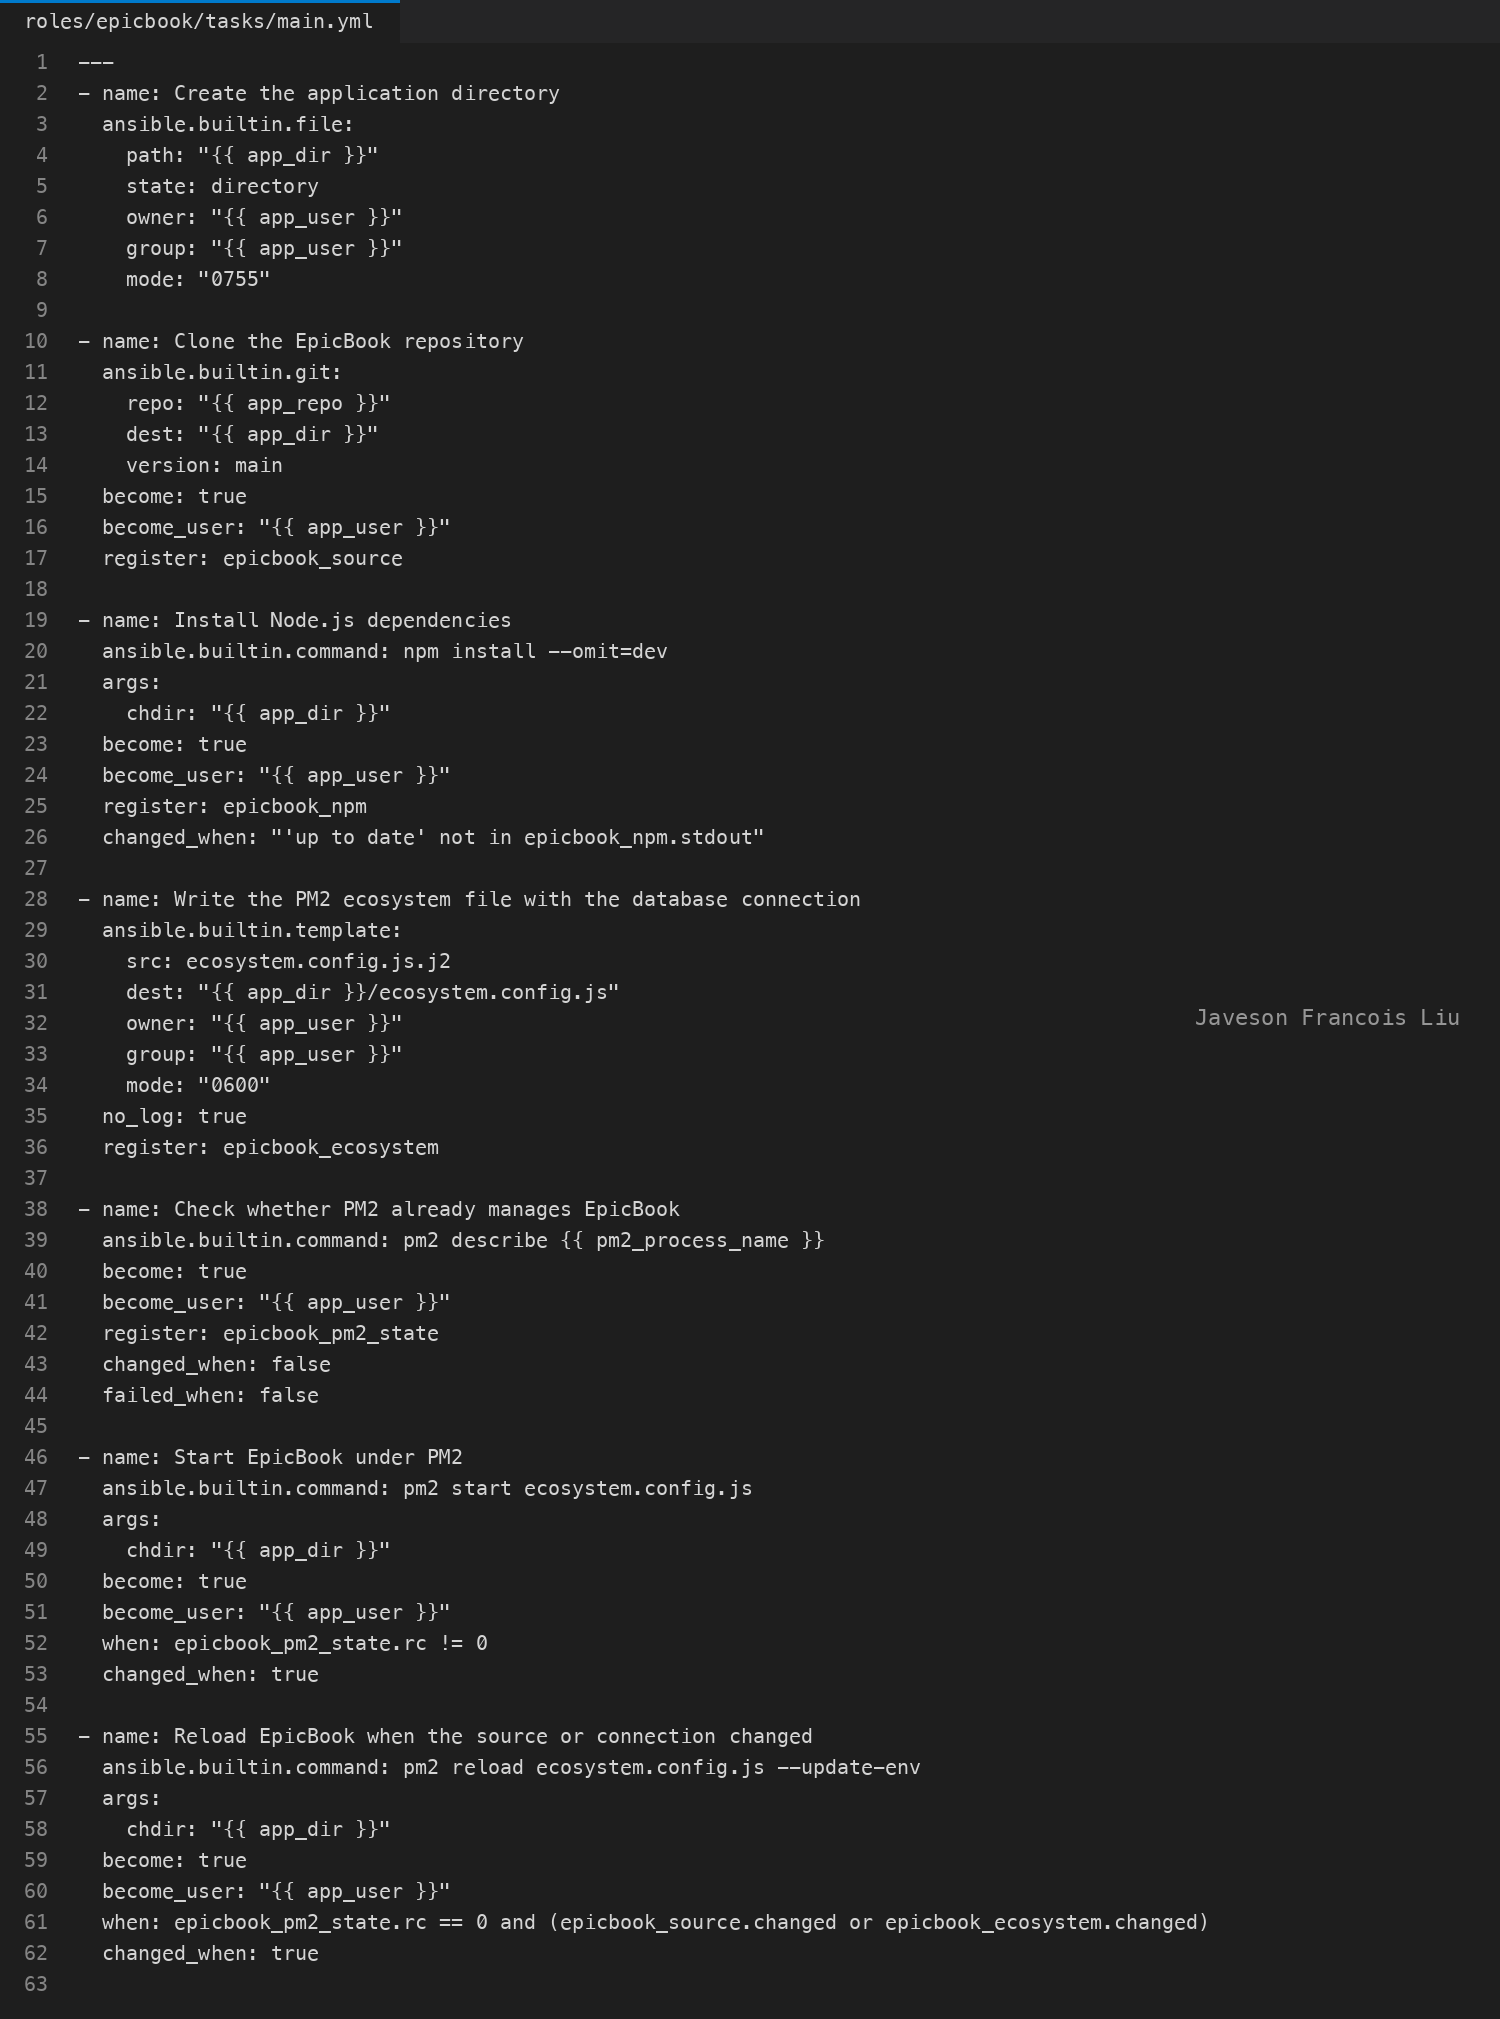 roles/epicbook/tasks/main.yml
1 ---
2 - name: Create the application directory
3   ansible.builtin.file:
4     path: "{{ app_dir }}"
5     state: directory
6     owner: "{{ app_user }}"
7     group: "{{ app_user }}"
8     mode: "0755"
9
10 - name: Clone the EpicBook repository
11   ansible.builtin.git:
12     repo: "{{ app_repo }}"
13     dest: "{{ app_dir }}"
14     version: main
15   become: true
16   become_user: "{{ app_user }}"
17   register: epicbook_source
18
19 - name: Install Node.js dependencies
20   ansible.builtin.command: npm install --omit=dev
21   args:
22     chdir: "{{ app_dir }}"
23   become: true
24   become_user: "{{ app_user }}"
25   register: epicbook_npm
26   changed_when: "'up to date' not in epicbook_npm.stdout"
27
28 - name: Write the PM2 ecosystem file with the database connection
29   ansible.builtin.template:
30     src: ecosystem.config.js.j2
31     dest: "{{ app_dir }}/ecosystem.config.js"
32     owner: "{{ app_user }}"
Javeson Francois Liu
33     group: "{{ app_user }}"
34     mode: "0600"
35   no_log: true
36   register: epicbook_ecosystem
37
38 - name: Check whether PM2 already manages EpicBook
39   ansible.builtin.command: pm2 describe {{ pm2_process_name }}
40   become: true
41   become_user: "{{ app_user }}"
42   register: epicbook_pm2_state
43   changed_when: false
44   failed_when: false
45
46 - name: Start EpicBook under PM2
47   ansible.builtin.command: pm2 start ecosystem.config.js
48   args:
49     chdir: "{{ app_dir }}"
50   become: true
51   become_user: "{{ app_user }}"
52   when: epicbook_pm2_state.rc != 0
53   changed_when: true
54
55 - name: Reload EpicBook when the source or connection changed
56   ansible.builtin.command: pm2 reload ecosystem.config.js --update-env
57   args:
58     chdir: "{{ app_dir }}"
59   become: true
60   become_user: "{{ app_user }}"
61   when: epicbook_pm2_state.rc == 0 and (epicbook_source.changed or epicbook_ecosystem.changed)
62   changed_when: true
63